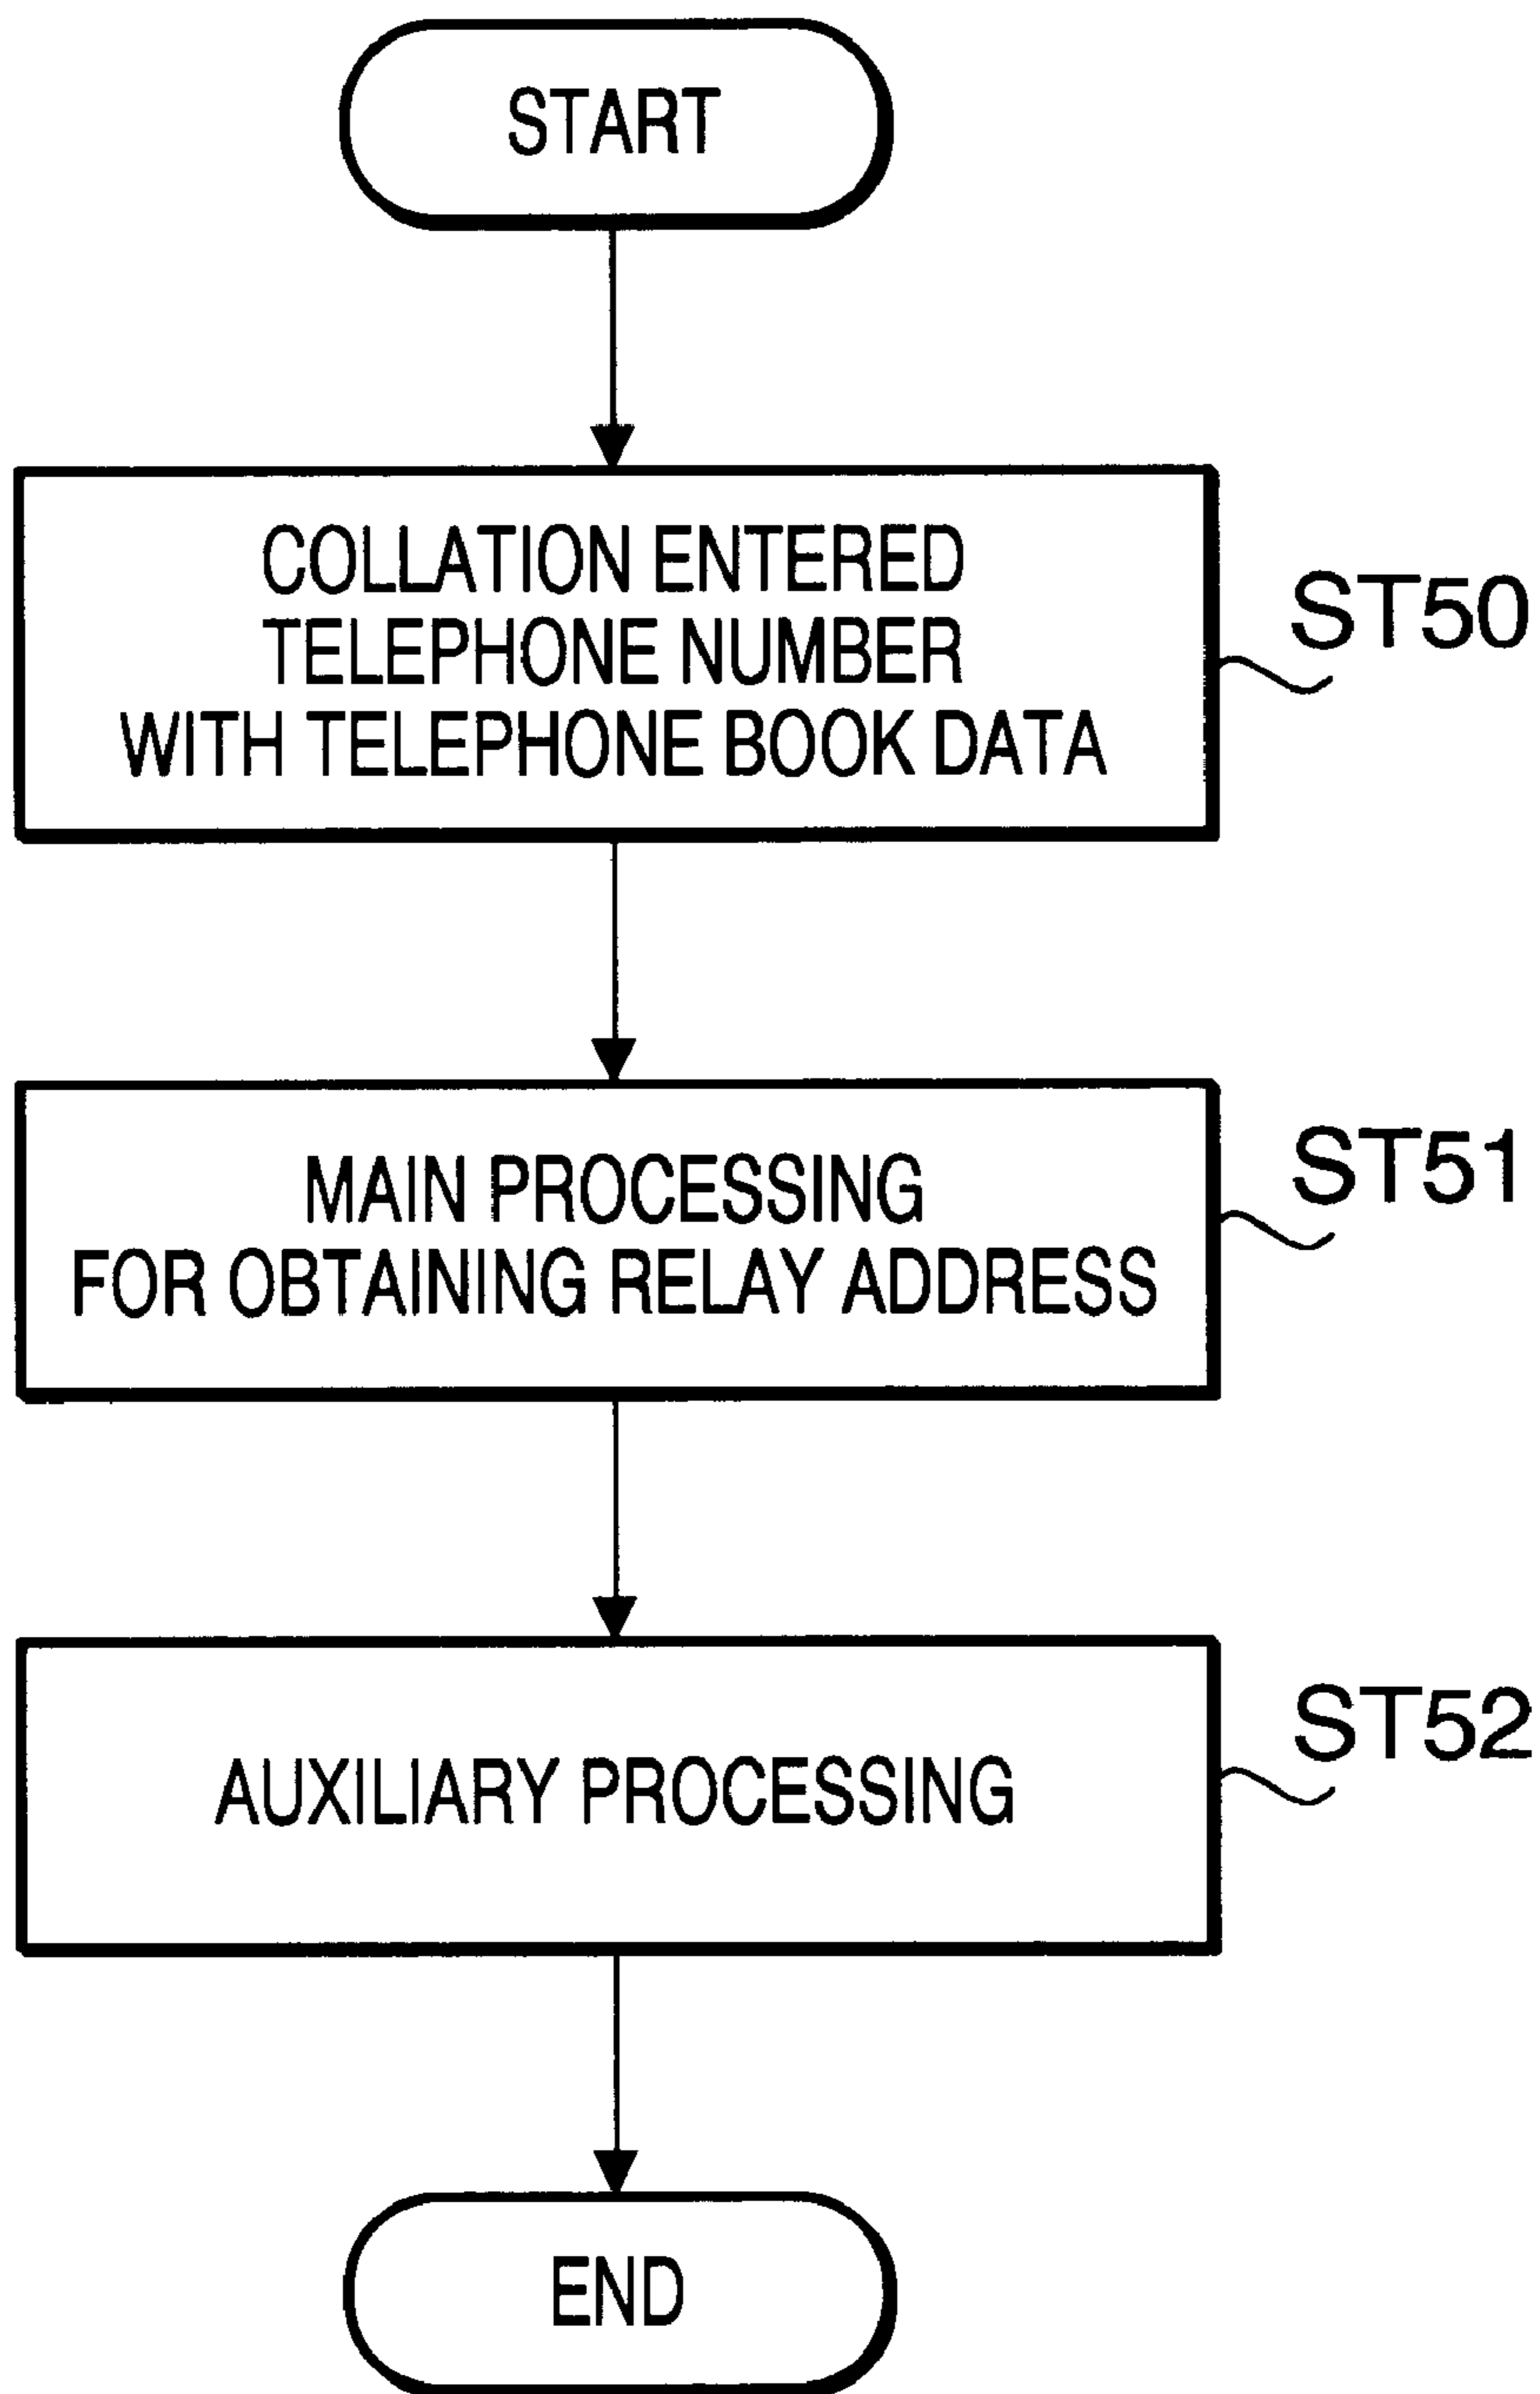 START
COLLATION ENTERED
TELEPHONE NUMBER
WITH TELEPHONE BOOK DATA
ST50
MAIN PROCESSING
FOR OBTAINING RELAY ADDRESS
ST51
AUXILIARY PROCESSING
ST52
END